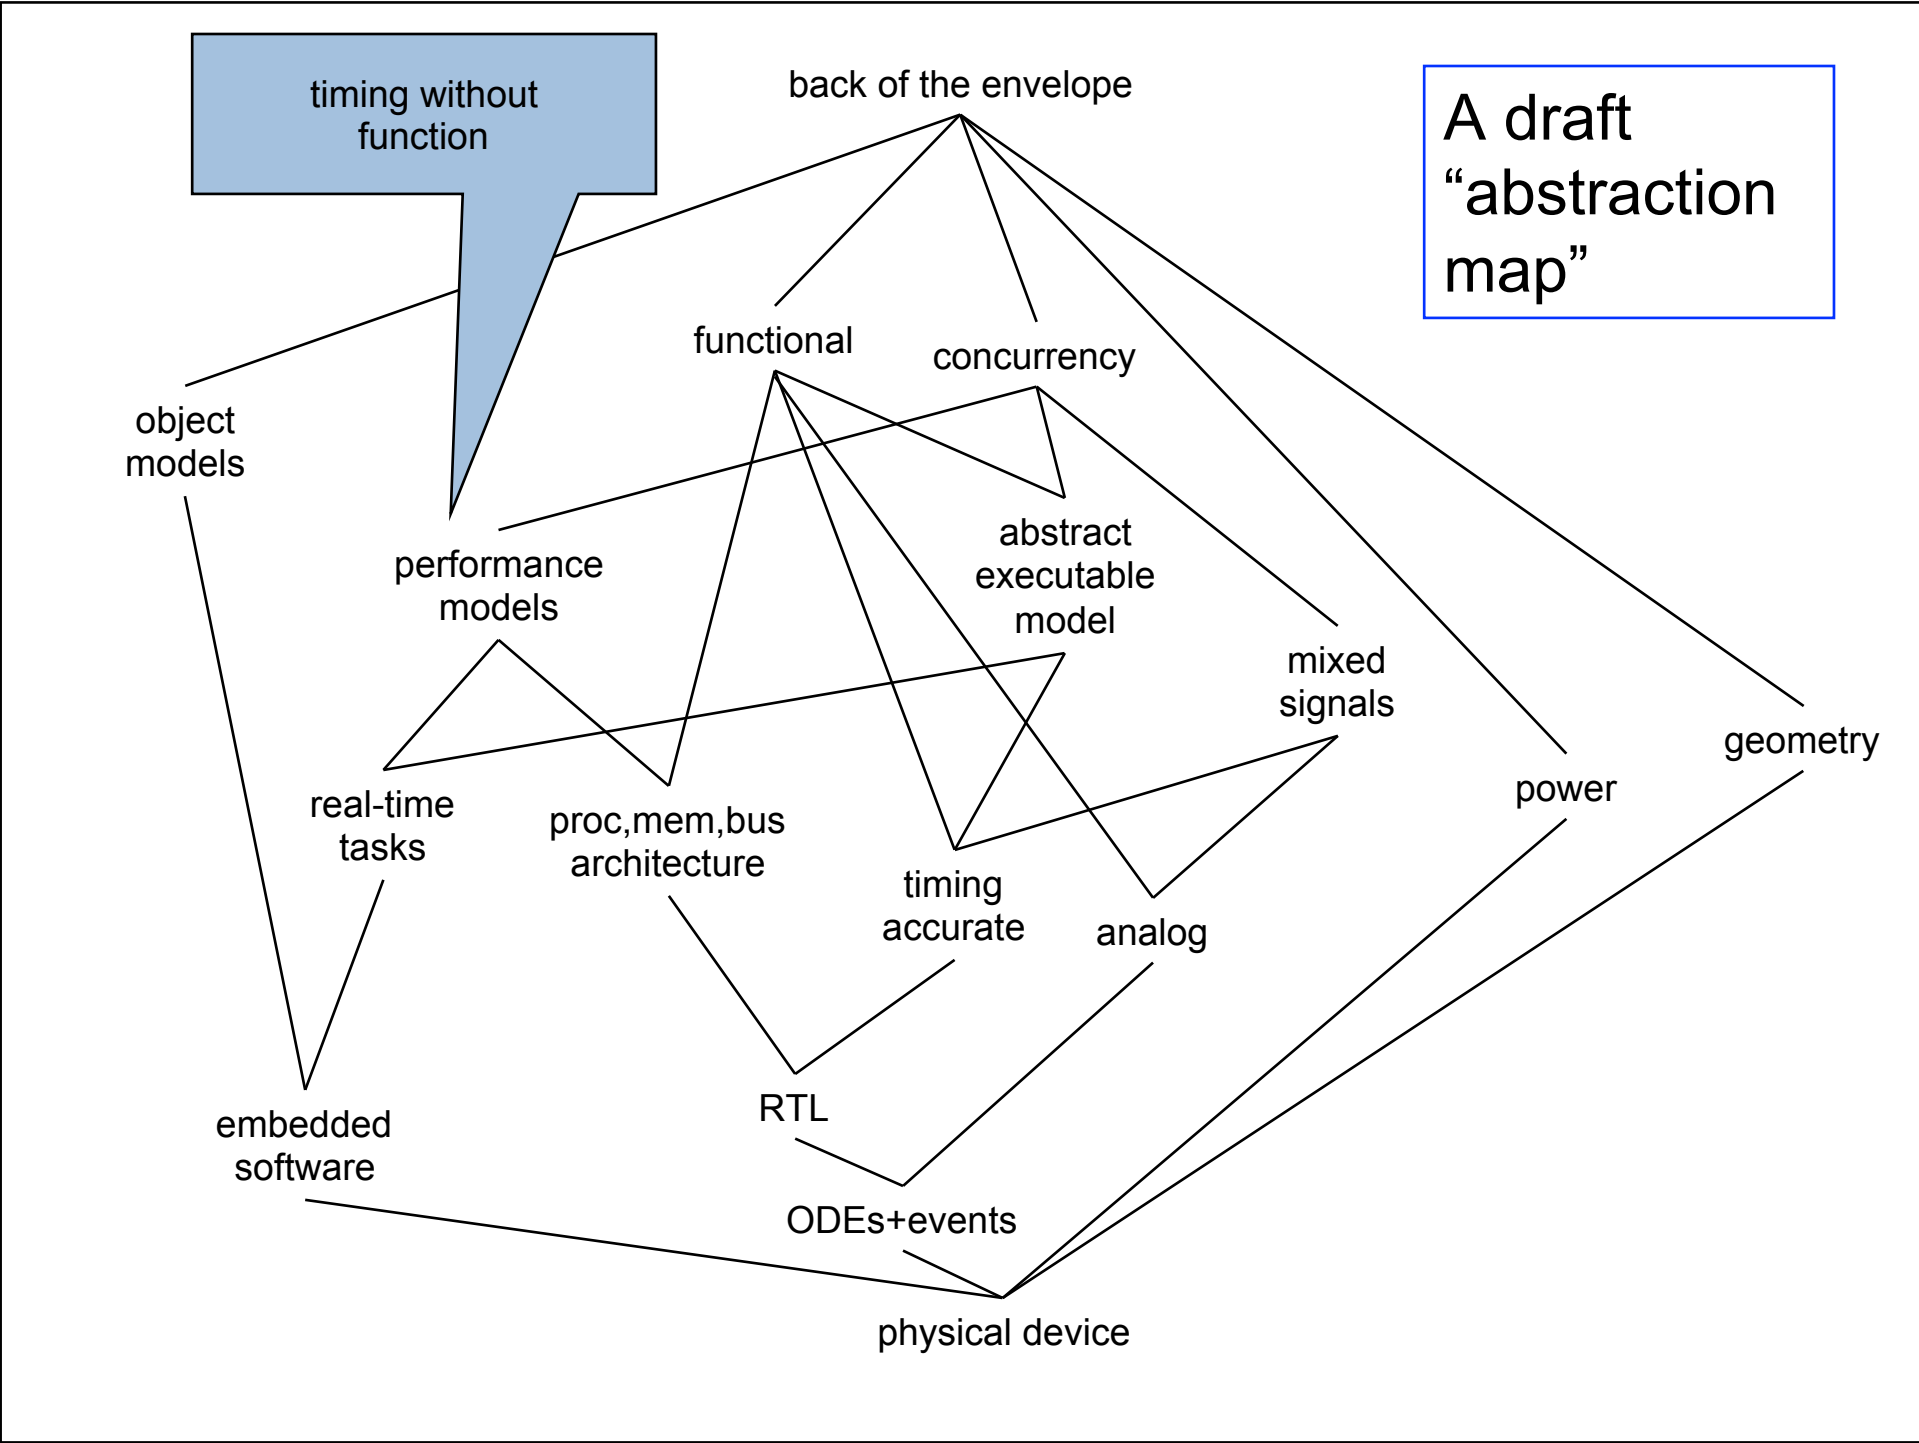 timing without
function
back of the envelope
A draft
“abstraction
map”
functional
concurrency
object
models
performance
models
abstract
executable
model
mixed
signals
geometry
power
real-time
tasks
proc,mem,bus
architecture
timing
accurate
analog
RTL
embedded
software
ODEs+events
physical device